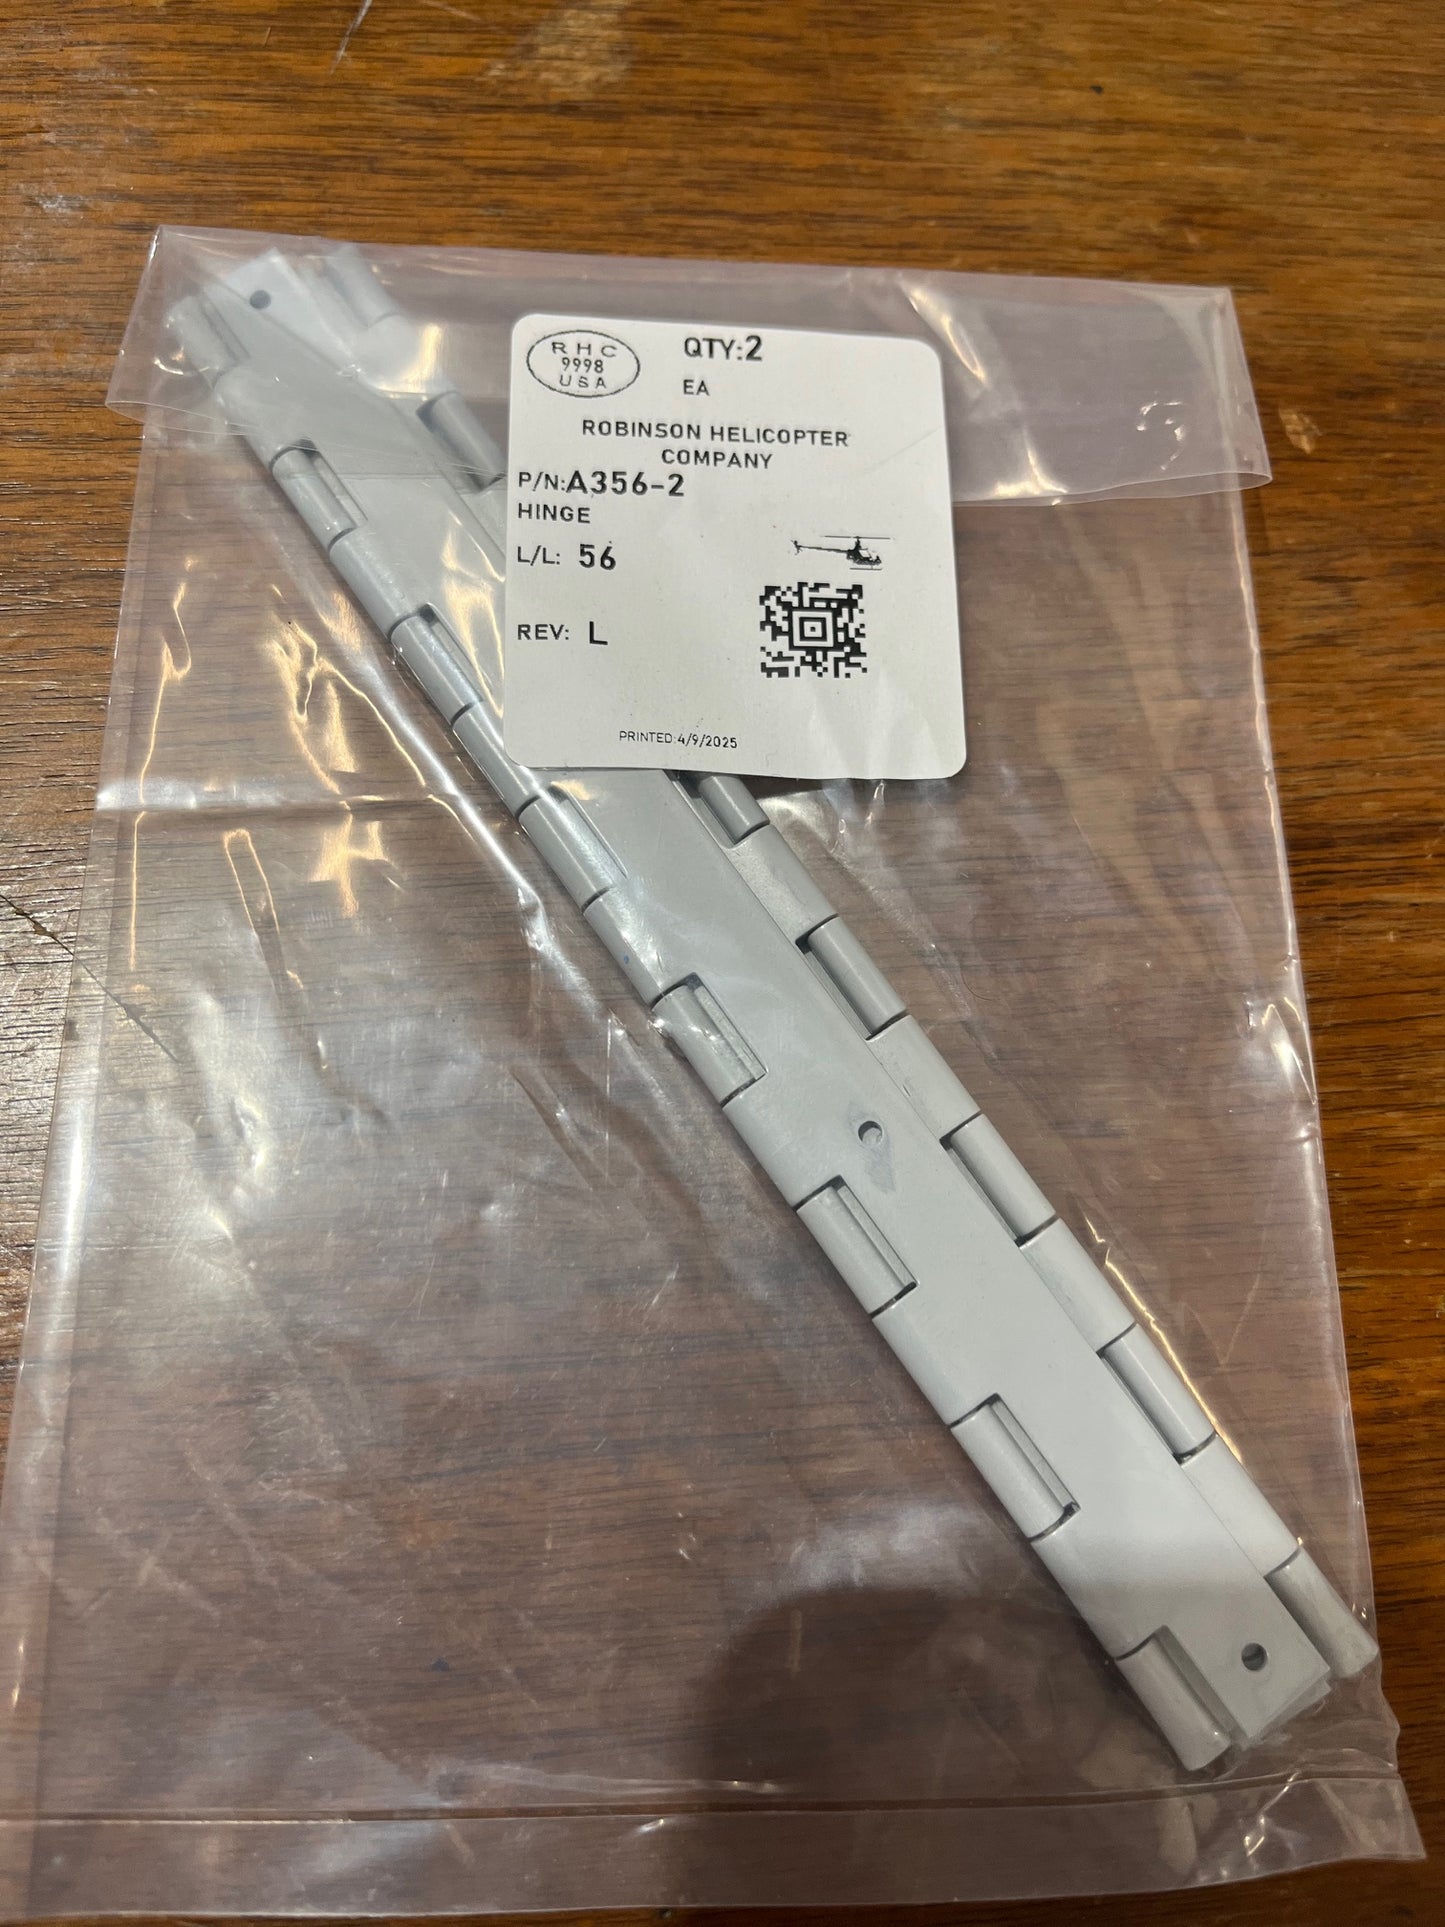 RHC
9998
USA
QTY:2
EA
ROBINSON HELICOPTER
COMPANY
P/N:A356-2
HINGE
L/L: 56
REV: L
PRINTED:4/9/2025